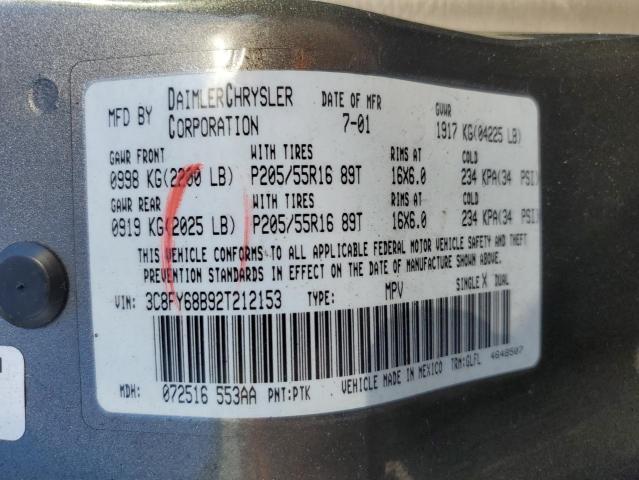 MFD BY DAIMLERCHRYSLER CORPORATION DATE OF MFR 7-01 GVWR 1917 KG(04225 LB)
GAWR FRONT WITH TIRES RIMS AT COLD
0998 KG(2200 LB) P205/55R16 89T 16X6.0 234 KPA(34 PSI)
GAWR REAR WITH TIRES RIMS AT COLD
0919 KG(2025 LB) P205/55R16 89T 16X6.0 234 KPA(34 PSI)
THIS VEHICLE CONFORMS TO ALL APPLICABLE FEDERAL MOTOR VEHICLE SAFETY AND THEFT
PREVENTION STANDARDS IN EFFECT ON THE DATE OF MANUFACTURE SHOWN ABOVE.
VIN: 3C8FY68B92T212153 TYPE: MPV SINGLE X DUAL
MDH: 072516 553AA PNT:PTK VEHICLE MADE IN MEXICO TRM:GLFL 4648507